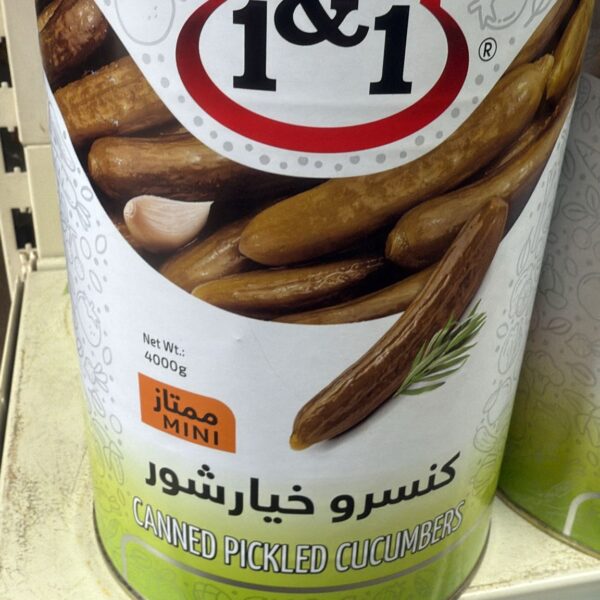 1&1
®
Net Wt.:
4000g
ممتاز
MINI
کنسرو خیارشور
CANNED PICKLED CUCUMBERS